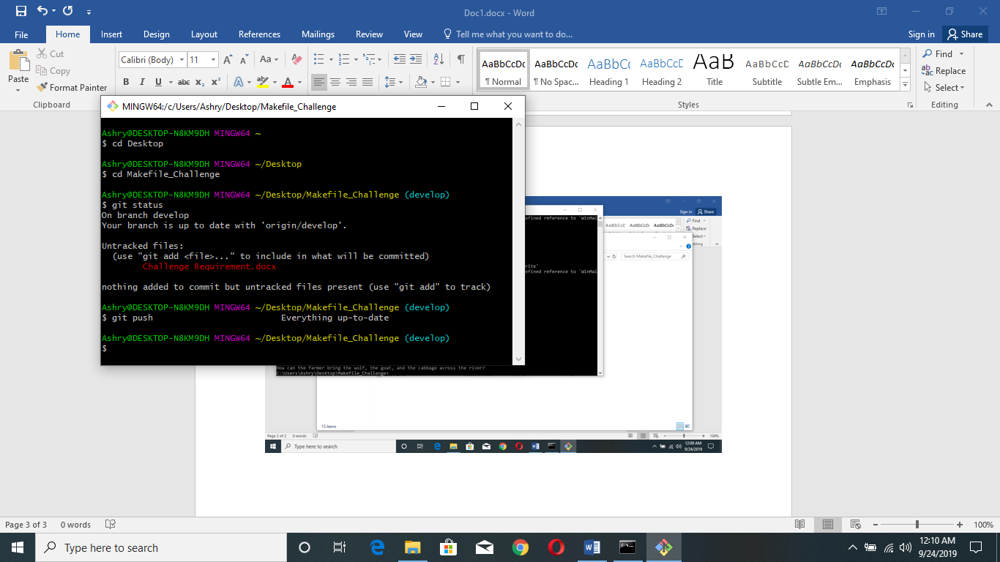 Doc1.docx - Word
File Home Insert Design Layout References Mailings Review View Tell me what you want to do... Sign in Share
Paste
Cut
Copy
Format Painter
Clipboard
Calibri (Body) 11
AaBbCcDc AaBbCcDc AaBbCc AaBbCcD AaB AaBbCcD AaBbCcDc AaBbCcDc
¶ Normal ¶ No Spac... Heading 1 Heading 2 Title Subtitle Subtle Em... Emphasis
Styles
Find
Replace
Select
Editing
MINGW64:/c/Users/Ashry/Desktop/Makefile_Challenge
Ashry@DESKTOP-N8KM9DH MINGW64 ~
$ cd Desktop
Ashry@DESKTOP-N8KM9DH MINGW64 ~/Desktop
$ cd Makefile_Challenge
Ashry@DESKTOP-N8KM9DH MINGW64 ~/Desktop/Makefile_Challenge (develop)
$ git status
On branch develop
Your branch is up to date with 'origin/develop'.
Untracked files:
(use "git add <file>..." to include in what will be committed)
Challenge Requirement.docx
nothing added to commit but untracked files present (use "git add" to track)
Ashry@DESKTOP-N8KM9DH MINGW64 ~/Desktop/Makefile_Challenge (develop)
$ git push Everything up-to-date
Ashry@DESKTOP-N8KM9DH MINGW64 ~/Desktop/Makefile_Challenge (develop)
$
Sign in Share
Find
Replace
Select
Search Makefile_Challenge
How can the farmer bring the wolf, the goat, and the cabbage across the river?
C:\Users\Ashry\Desktop\Makefile_Challenge>
15 items
Page 2 of 2 0 words 100%
Type here to search
12:09 AM
9/24/2019
Page 3 of 3 0 words 100%
Type here to search
12:10 AM
9/24/2019